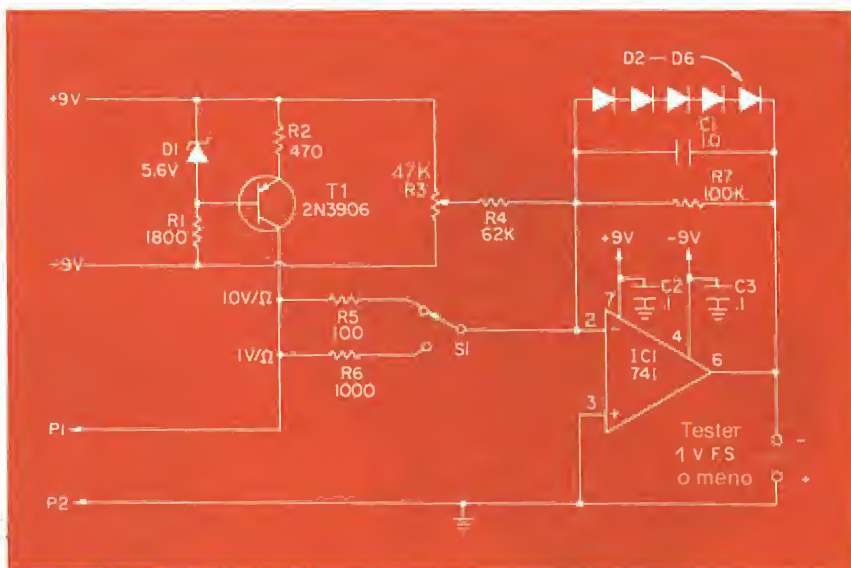 D2 — D6
+9V
D1
5.6V
R2
470
T1
2N3906
R1
1800
-9V
47K
R3
R4
62K
C1
1Ω
R7
100K
+9V
-9V
C2
.1
C3
.1
10V/Ω
R5
100
1V/Ω
R6
1000
S1
2
-
7
4
6
IC1
741
3
+
P1
P2
Tester
1 V F.S
o meno
-
+